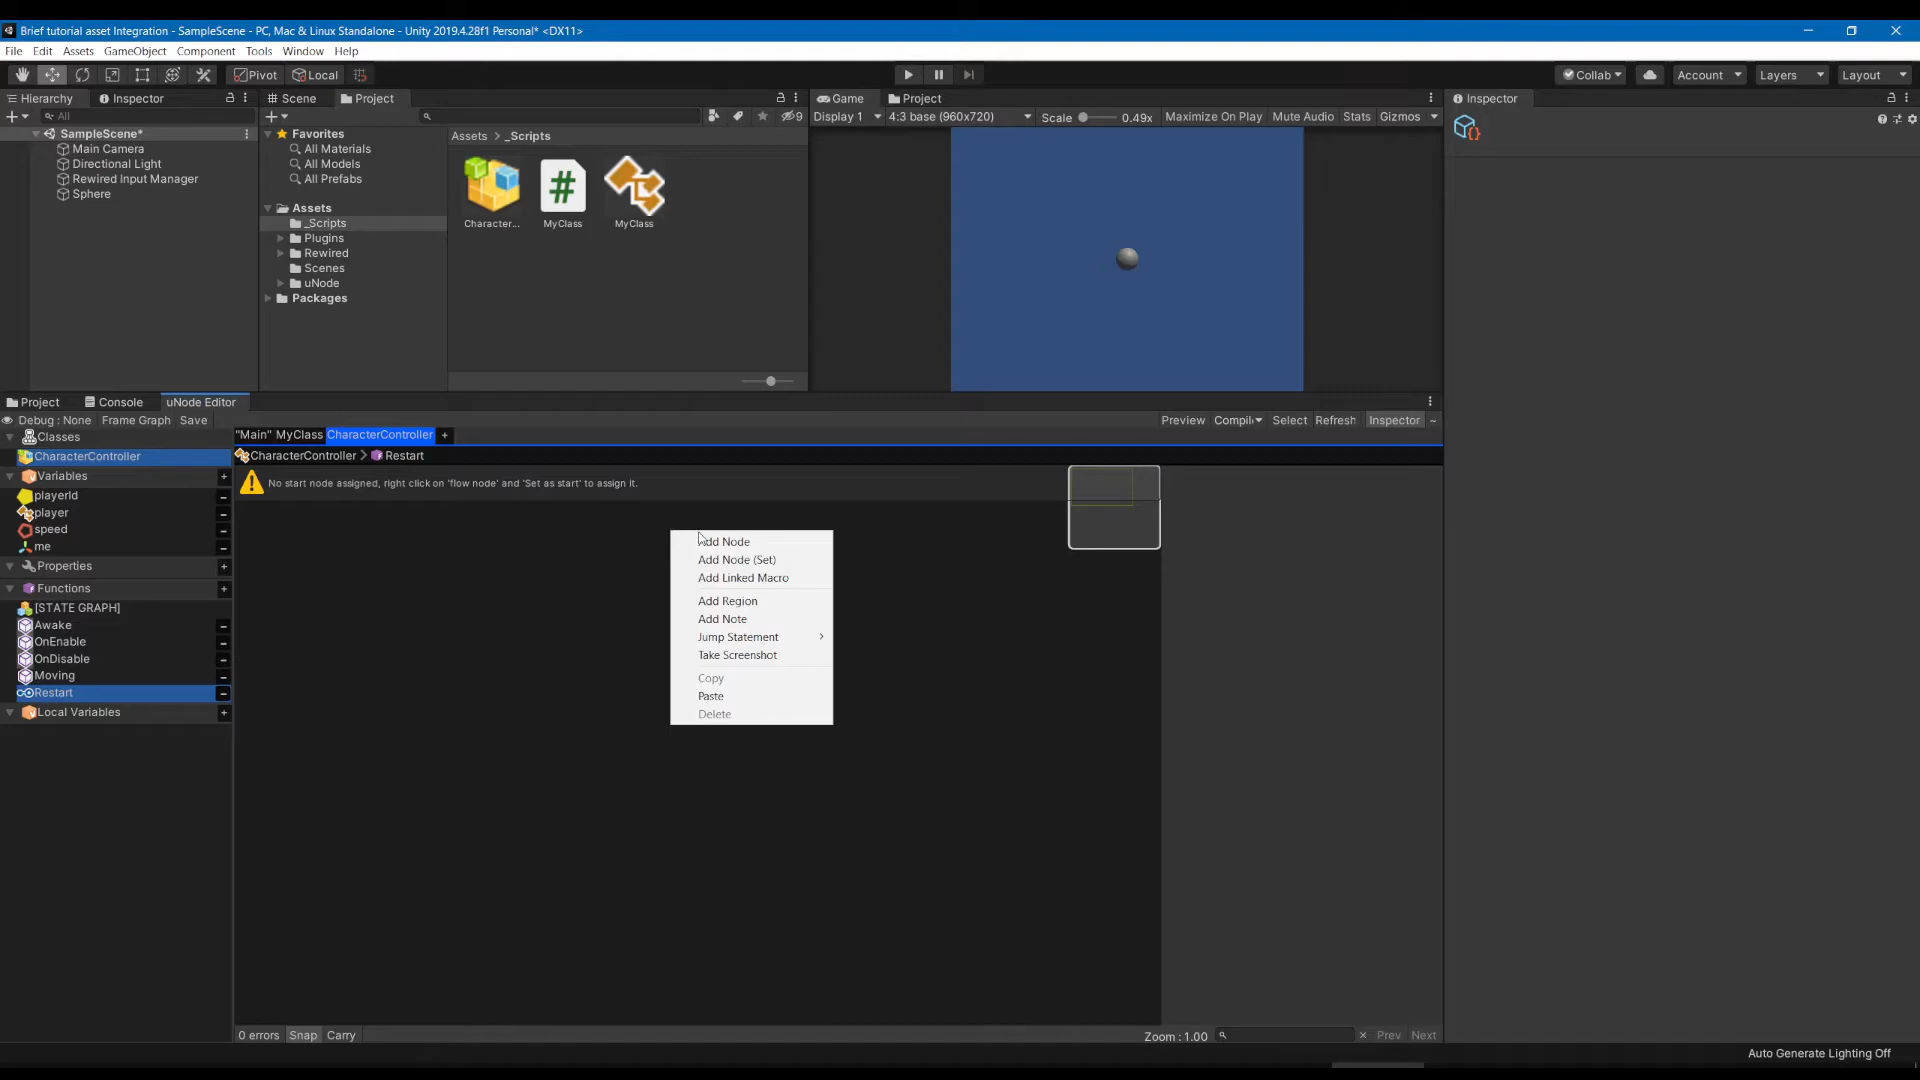 Brief tutorial asset Integration - SampleScene - PC, Mac & Linux Standalone - Unity 2019.4.28f1 Personal* <DX11>
File Edit Assets GameObject Component Tools Window Help
Pivot Local Collab Account Layers Layout
Hierarchy Inspector
All
SampleScene*
Main Camera
Directional Light
Rewired Input Manager
Sphere
Scene Project
9
Favorites
All Materials
All Models
All Prefabs
Assets
_Scripts
Plugins
Rewired
Scenes
uNode
Packages
Assets > _Scripts
Character... MyClass MyClass
Game Project
Display 1 4:3 base (960x720) Scale 0.49x Maximize On Play Mute Audio Stats Gizmos
Inspector
Project Console uNode Editor
Debug : None Frame Graph Save
Preview Select Refresh Inspector
Classes
CharacterController
Variables
playerId
player
speed
me
Properties
Functions
[STATE GRAPH]
Awake
OnEnable
OnDisable
Moving
Restart
Local Variables
"Main" MyClass CharacterController +
CharacterController > Restart
No start node assigned, right click on 'flow node' and 'Set as start' to assign it.
Add Node (Set)
Add Linked Macro
Add Region
Add Note
Jump Statement
Take Screenshot
Copy
Paste
Delete
0 errors Snap Carry
Zoom : 1.00 Prev Next
Auto Generate Lighting Off